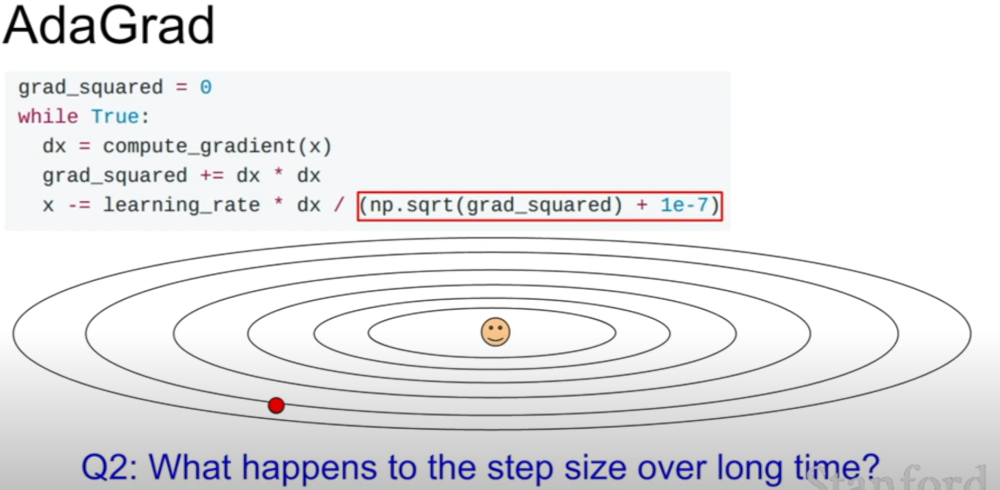 AdaGrad
grad_squared = 0
while True:
  dx = compute_gradient(x)
  grad_squared += dx * dx
  x -= learning_rate * dx / (np.sqrt(grad_squared) + 1e-7)
Q2: What happens to the step size over long time?
Stanford